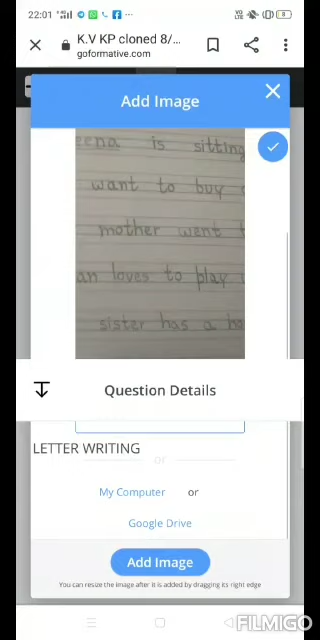 22:01
K.V KP cloned 8/...
goformative.com
Add Image
eena is sitting
want to buy
mother went t
an loves to play
sister has a ho
Question Details
LETTER WRITING
or
My Computer or
Google Drive
Add Image
You can resize the image after it is added by dragging its right edge
FILMIGO